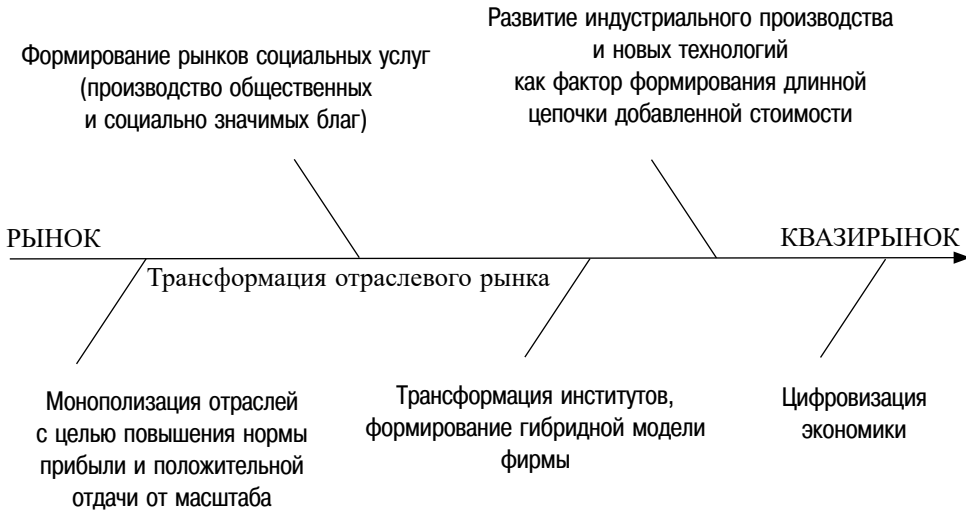 Формирование рынков социальных услуг
(производство общественных
и социально значимых благ)
Развитие индустриального производства
и новых технологий
как фактор формирования длинной
цепочки добавленной стоимости
РЫНОК
КВАЗИРЫНОК
Трансформация отраслевого рынка
Монополизация отраслей
с целью повышения нормы
прибыли и положительной
отдачи от масштаба
Трансформация институтов,
формирование гибридной модели
фирмы
Цифровизация
экономики